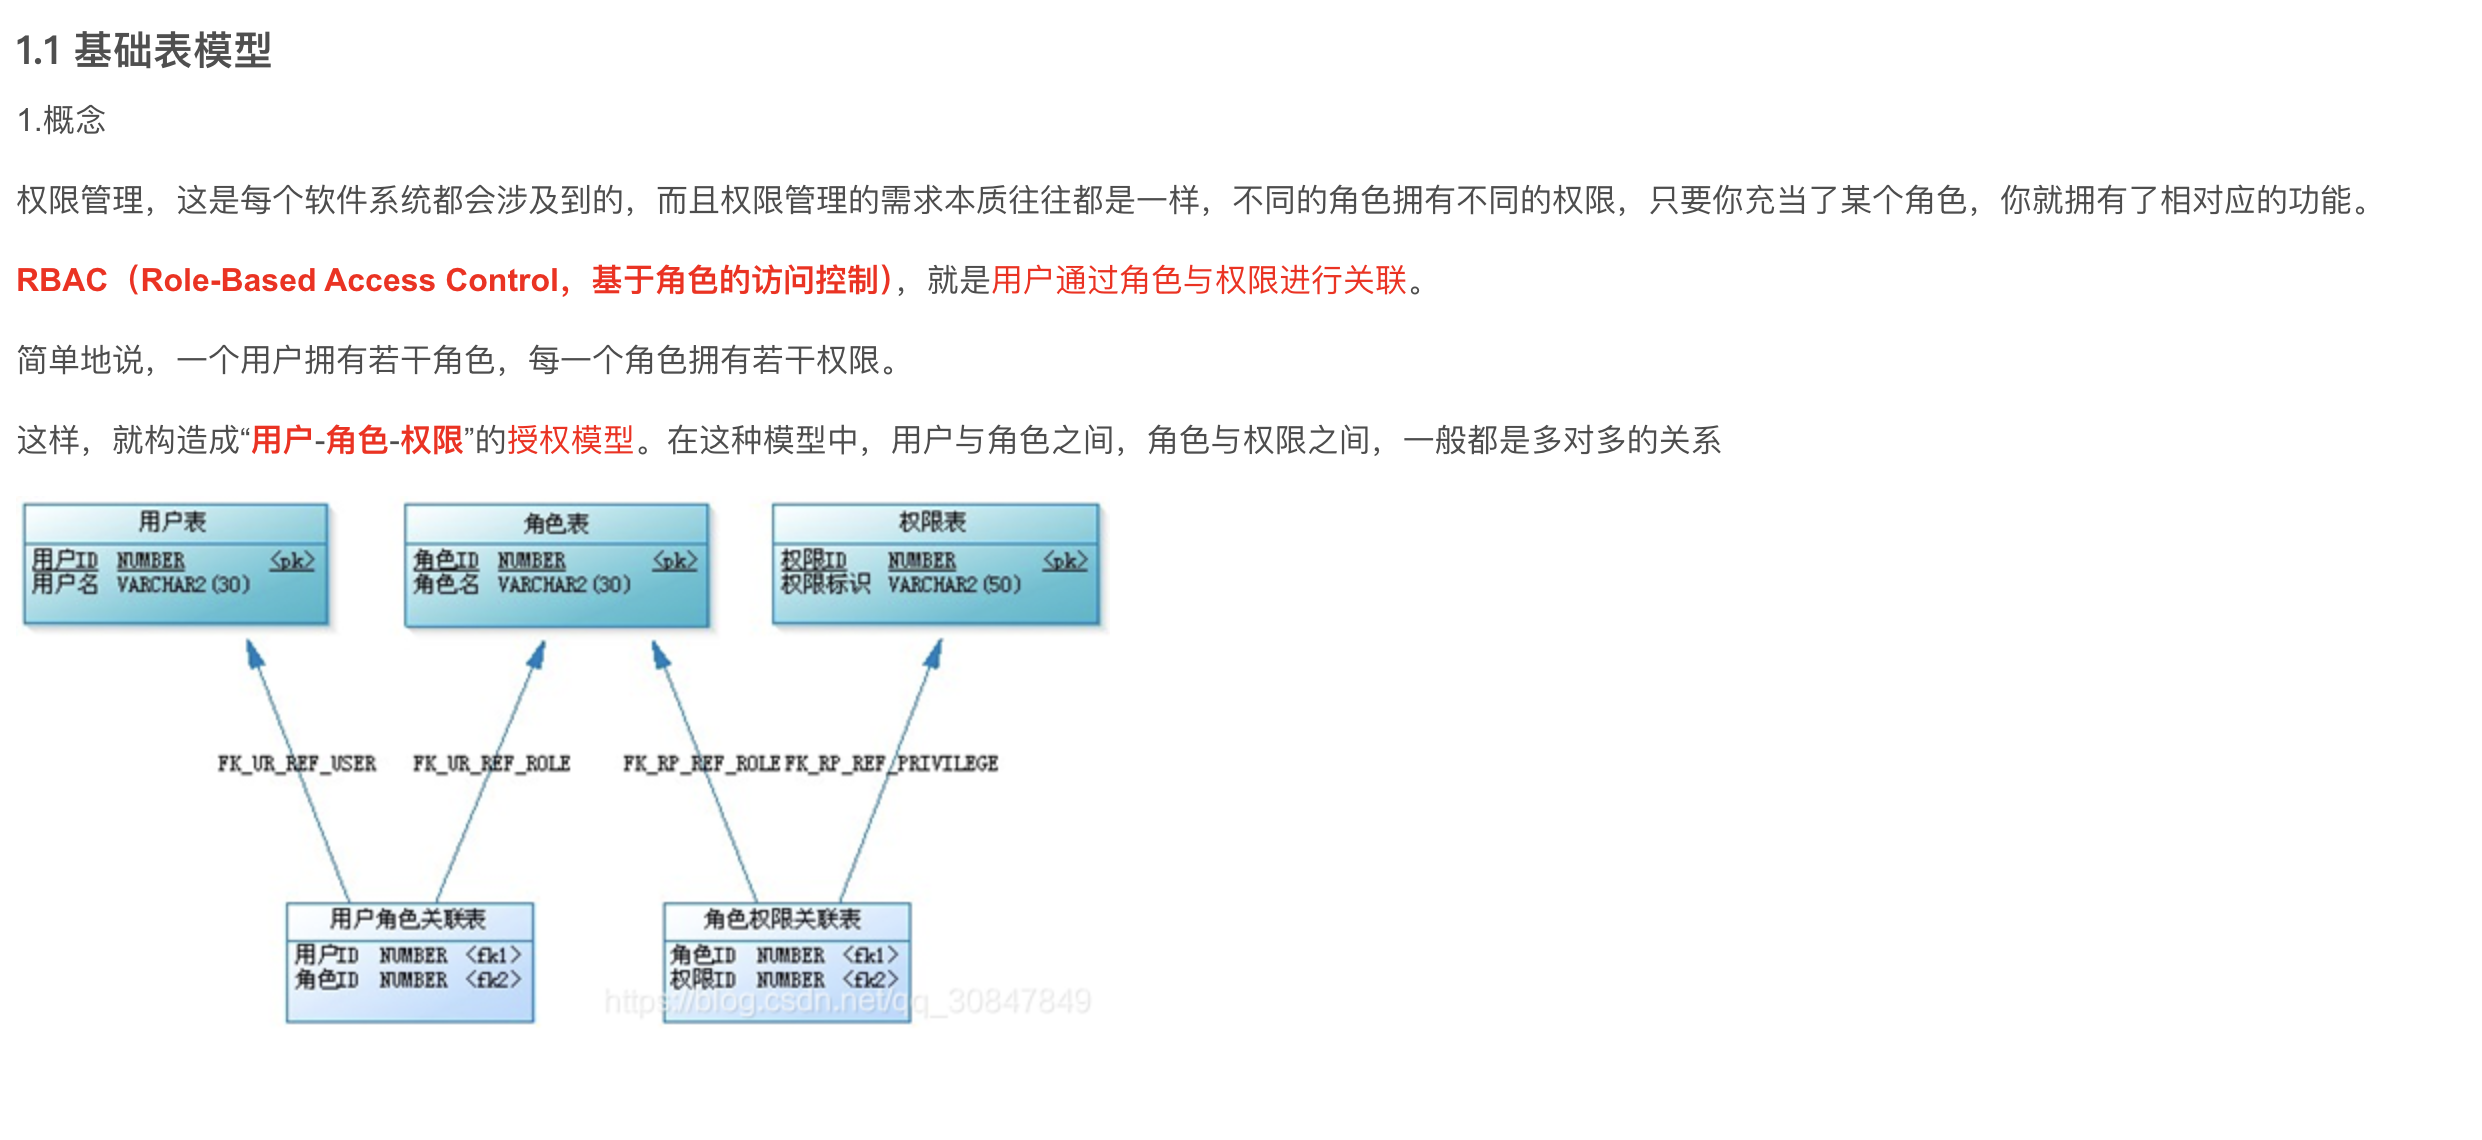 1.1 基础表模型
1.概念
权限管理，这是每个软件系统都会涉及到的，而且权限管理的需求本质往往都是一样，不同的角色拥有不同的权限，只要你充当了某个角色，你就拥有了相对应的功能。
RBAC（Role-Based Access Control，基于角色的访问控制），就是用户通过角色与权限进行关联。
简单地说，一个用户拥有若干角色，每一个角色拥有若干权限。
这样，就构造成“用户-角色-权限”的授权模型。在这种模型中，用户与角色之间，角色与权限之间，一般都是多对多的关系
用户表
用户ID NUMBER <pk>
用户名 VARCHAR2(30)
角色表
角色ID NUMBER <pk>
角色名 VARCHAR2(30)
权限表
权限ID NUMBER <pk>
权限标识 VARCHAR2(50)
FK_UR_REF_USER
FK_UR_REF_ROLE
FK_RP_REF_ROLE
FK_RP_REF_PRIVILEGE
用户角色关联表
用户ID NUMBER <fk1>
角色ID NUMBER <fk2>
角色权限关联表
角色ID NUMBER <fk1>
权限ID NUMBER <fk2>
https://blog.csdn.net/qq_30847849